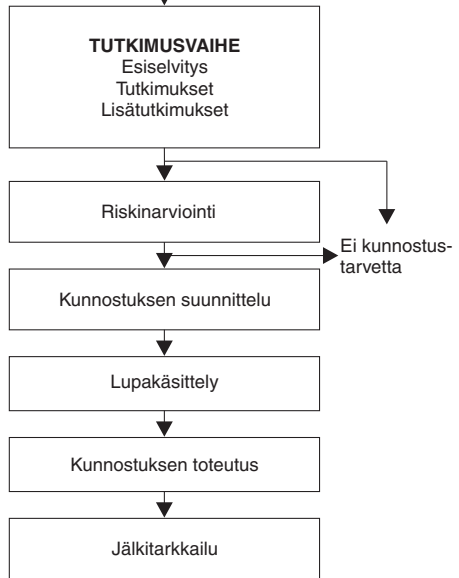 TUTKIMUSVAIHE
Esiselvitys
Tutkimukset
Lisätutkimukset
Riskinarviointi
Ei kunnostus-
tarvetta
Kunnostuksen suunnittelu
Lupakäsittely
Kunnostuksen toteutus
Jälkitarkkailu